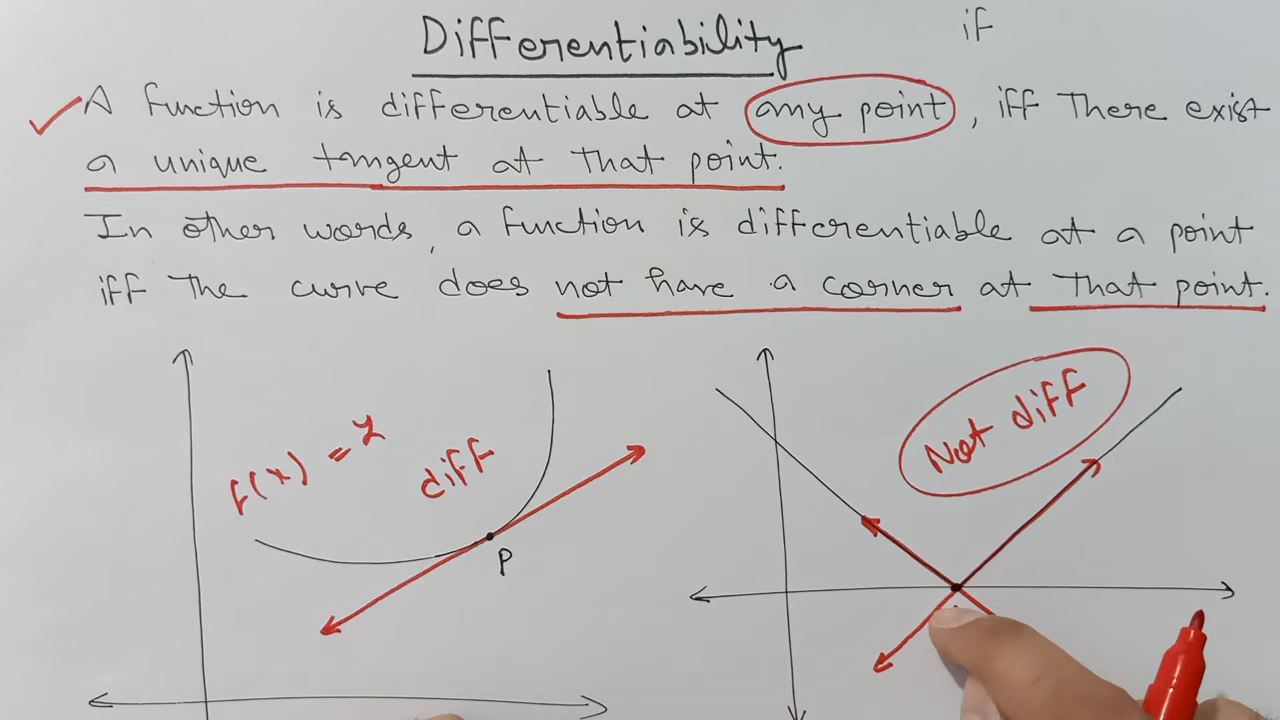 Differentiability
if
A function is differentiable at any point, iff There exist
a unique tangent at that point.
In other words, a function is differentiable at a point
iff The curve does not have a corner at that point.
diff
P
Not diff